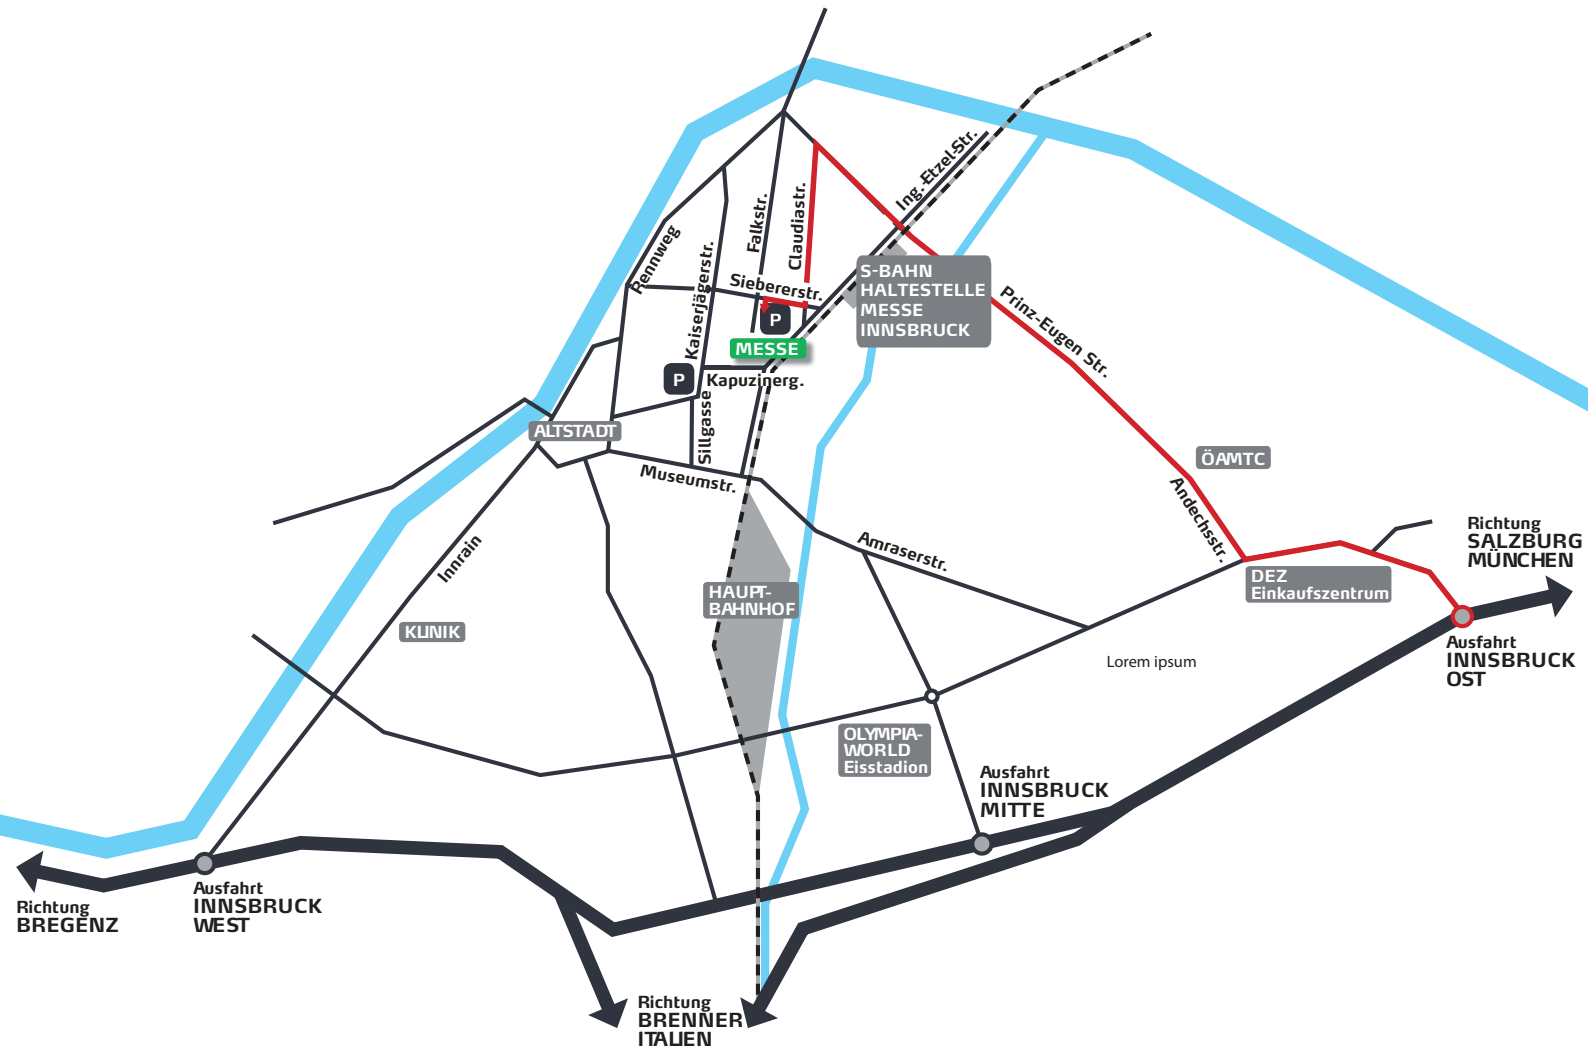 Ing.-Etzel-Str.
Rennweg
Falkstr.
Claudiastr.
Kaiserjägerstr.
Siebererstr.
S-BAHN
HALTESTELLE
MESSE
INNSBRUCK
Prinz-Eugen Str.
P
MESSE
P
Kapuzinerg.
Sillgasse
ALTSTADT
Museumstr.
ÖAMTC
Andechsstr.
Innrain
Amraserstr.
Richtung
SALZBURG
MÜNCHEN
DEZ
Einkaufszentrum
HAUPT-
BAHNHOF
KLINIK
Ausfahrt
INNSBRUCK
OST
Lorem ipsum
OLYMPIA-
WORLD
Eisstadion
Ausfahrt
INNSBRUCK
MITTE
Ausfahrt
INNSBRUCK
WEST
Richtung
BREGENZ
Richtung
BRENNER
ITALIEN